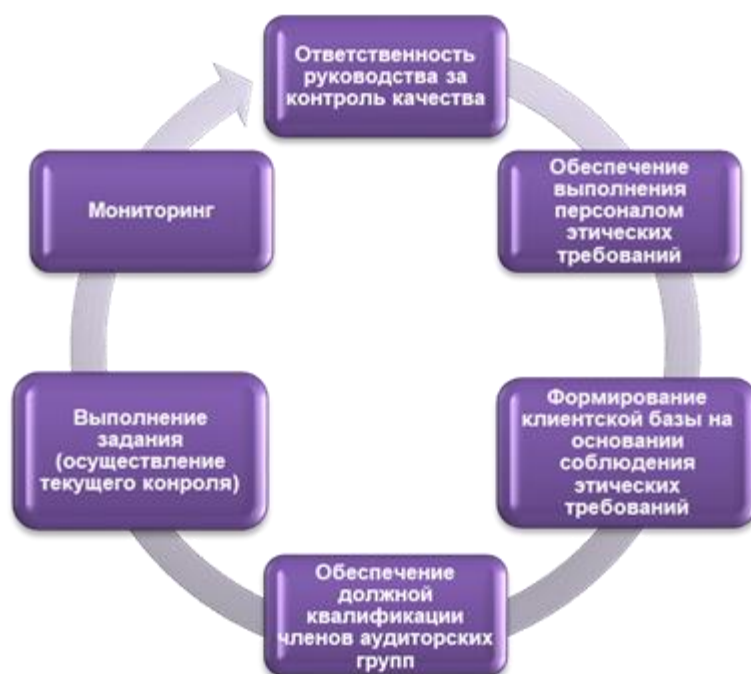 Ответственность
руководства за
контроль качества
Обеспечение
выполнения
персоналом
этических
требований
Формирование
клиентской базы на
основании
соблюдения
этических
требований
Обеспечение
должной
квалификации
членов аудиторских
групп
Выполнение
задания
(осуществление
текущего конроля)
Мониторинг